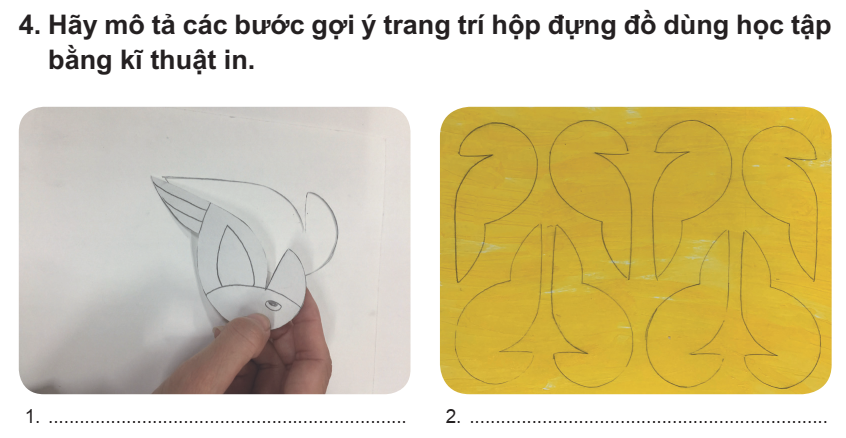 4. Hãy mô tả các bước gợi ý trang trí hộp đựng đồ dùng học tập
bằng kĩ thuật in.
1. ....................................................................
2. ....................................................................